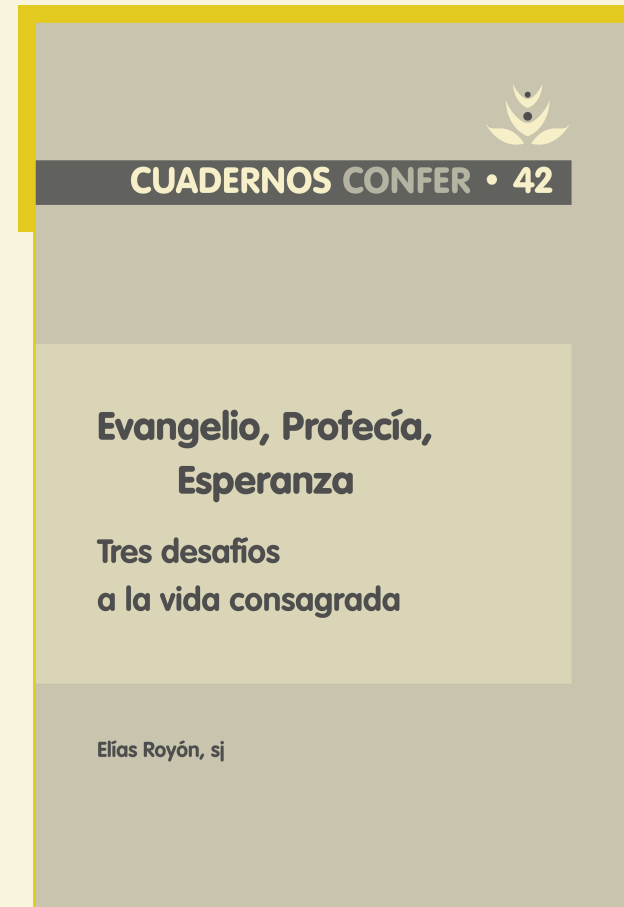 CUADERNOS CONFER • 42
Evangelio, Profecía,
Esperanza
Tres desafíos
a la vida consagrada
Elías Royón, sj